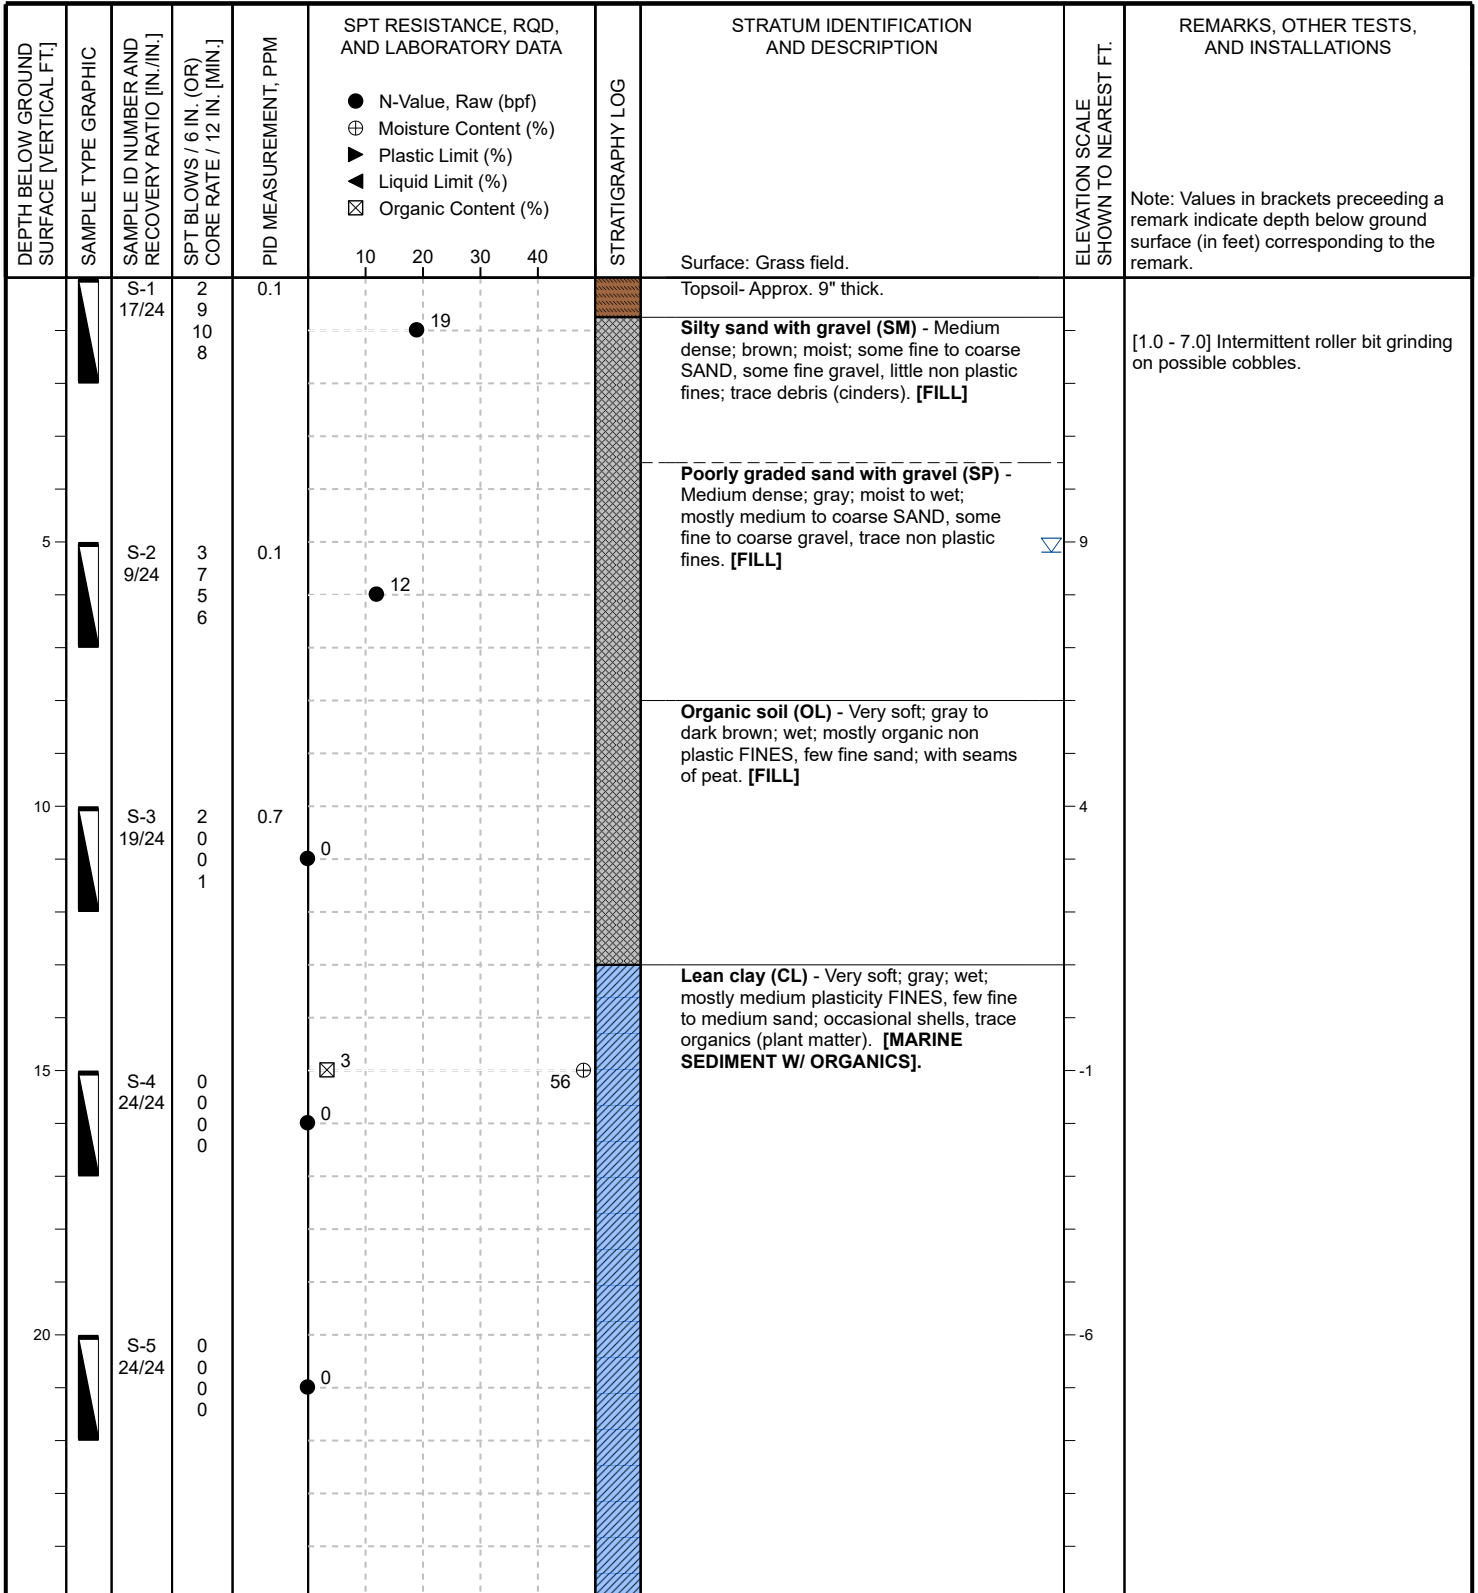 DEPTH BELOW GROUND
SURFACE [VERTICAL FT.]
SAMPLE TYPE GRAPHIC
SAMPLE ID NUMBER AND
RECOVERY RATIO [IN./IN.]
SPT BLOWS / 6 IN. (OR)
CORE RATE / 12 IN. [MIN.]
PID MEASUREMENT, PPM
SPT RESISTANCE, RQD,
AND LABORATORY DATA
N-Value, Raw (bpf)
Moisture Content (%)
Plastic Limit (%)
Liquid Limit (%)
Organic Content (%)
10 20 30 40
STRATIGRAPHY LOG
STRATUM IDENTIFICATION
AND DESCRIPTION
Surface: Grass field.
ELEVATION SCALE
SHOWN TO NEAREST FT.
REMARKS, OTHER TESTS,
AND INSTALLATIONS
Note: Values in brackets preceeding a
remark indicate depth below ground
surface (in feet) corresponding to the
remark.
S-1
17/24
2
9
10
8
0.1
19
Topsoil- Approx. 9" thick.
Silty sand with gravel (SM) - Medium
dense; brown; moist; some fine to coarse
SAND, some fine gravel, little non plastic
fines; trace debris (cinders). [FILL]
[1.0 - 7.0] Intermittent roller bit grinding
on possible cobbles.
Poorly graded sand with gravel (SP) -
Medium dense; gray; moist to wet;
mostly medium to coarse SAND, some
fine to coarse gravel, trace non plastic
fines. [FILL]
5
S-2
9/24
3
7
5
6
0.1
12
9
Organic soil (OL) - Very soft; gray to
dark brown; wet; mostly organic non
plastic FINES, few fine sand; with seams
of peat. [FILL]
10
S-3
19/24
2
0
0
1
0.7
0
4
Lean clay (CL) - Very soft; gray; wet;
mostly medium plasticity FINES, few fine
to medium sand; occasional shells, trace
organics (plant matter). [MARINE
SEDIMENT W/ ORGANICS].
15
S-4
24/24
0
0
0
0
3
56
0
-1
20
S-5
24/24
0
0
0
0
0
-6